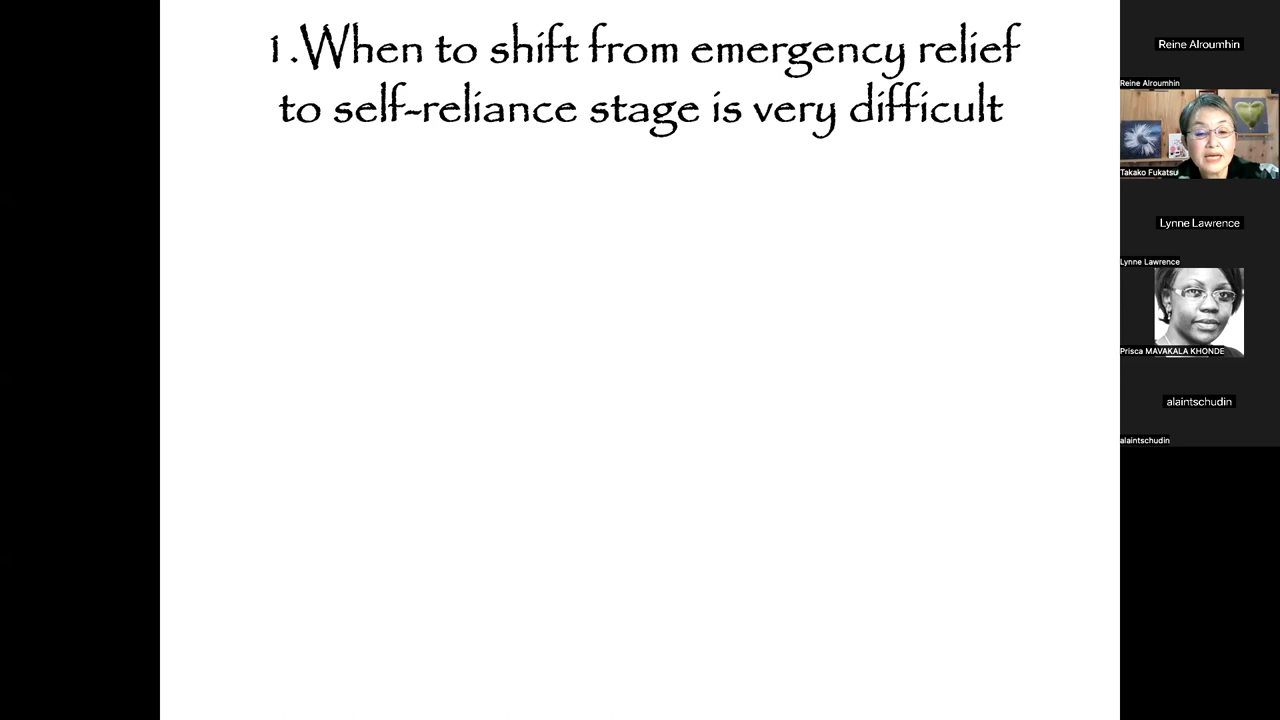 1.When to shift from emergency relief
to self-reliance stage is very difficult
Reine Alroumhin
Reine Alroumhin
Takako Fukatsu
Lynne Lawrence
Lynne Lawrence
Prisca MAVAKALA KHONDE
alaintschudin
alaintschudin